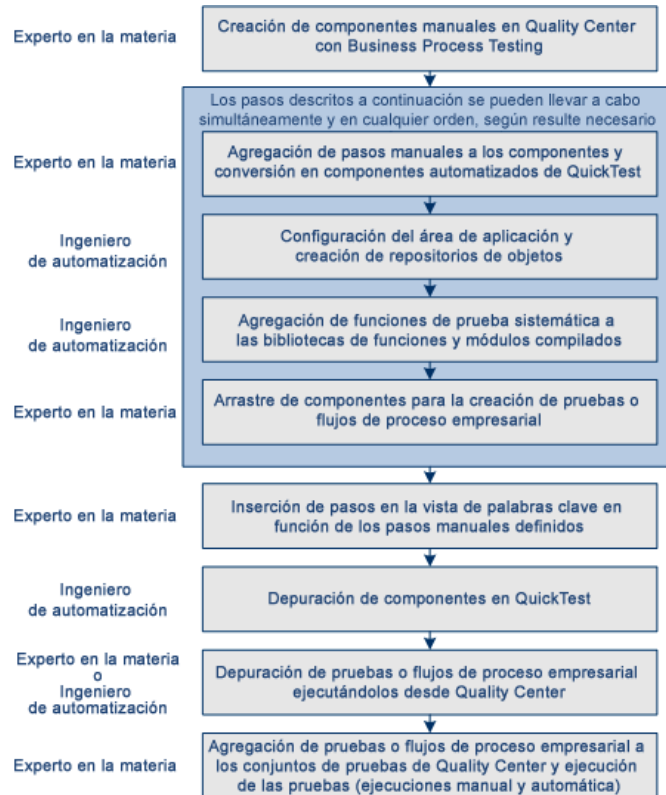 Experto en la materia
Creación de componentes manuales en Quality Center
con Business Process Testing
Los pasos descritos a continuación se pueden llevar a cabo
simultáneamente y en cualquier orden, según resulte necesario
Experto en la materia
Agregación de pasos manuales a los componentes y
conversión en componentes automatizados de QuickTest
Ingeniero
de automatización
Configuración del área de aplicación y
creación de repositorios de objetos
Ingeniero
de automatización
Agregación de funciones de prueba sistemática a
las bibliotecas de funciones y módulos compilados
Experto en la materia
Arrastre de componentes para la creación de pruebas o
flujos de proceso empresarial
Experto en la materia
Inserción de pasos en la vista de palabras clave en
función de los pasos manuales definidos
Ingeniero
de automatización
Depuración de componentes en QuickTest
Experto en la materia
o
Ingeniero
de automatización
Depuración de pruebas o flujos de proceso empresarial
ejecutándolos desde Quality Center
Experto en la materia
Agregación de pruebas o flujos de proceso empresarial a
los conjuntos de pruebas de Quality Center y ejecución
de las pruebas (ejecuciones manual y automática)